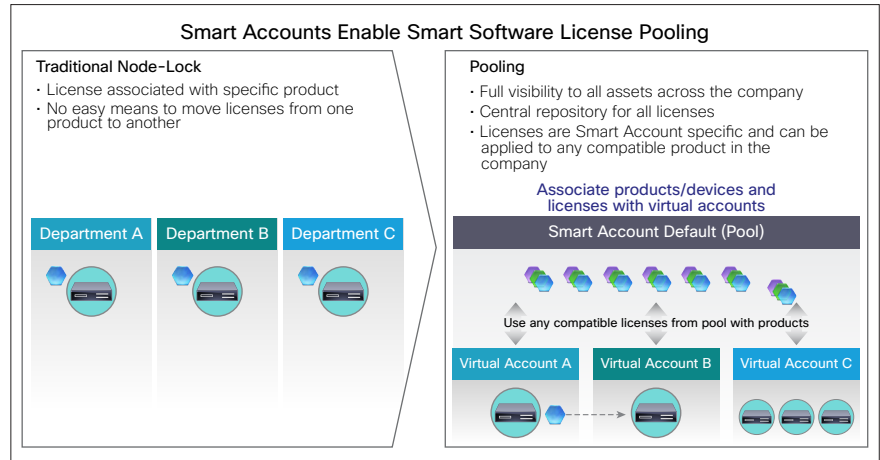 Smart Accounts Enable Smart Software License Pooling
Traditional Node-Lock
· License associated with specific product
· No easy means to move licenses from one
product to another
Department A
Department B
Department C
Pooling
· Full visibility to all assets across the company
· Central repository for all licenses
· Licenses are Smart Account specific and can be
applied to any compatible product in the
company
Associate products/devices and
licenses with virtual accounts
Smart Account Default (Pool)
Use any compatible licenses from pool with products
Virtual Account A
Virtual Account B
Virtual Account C